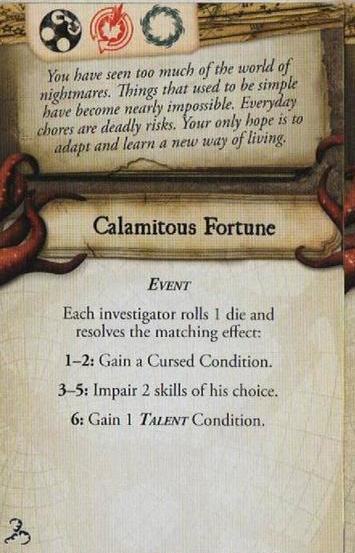 You have seen too much of the world of
nightmares. Things that used to be simple
have become nearly impossible. Everyday
chores are deadly risks. Your only hope is to
adapt and learn a new way of living.
Calamitous Fortune
EVENT
Each investigator rolls 1 die and
resolves the matching effect:
1–2: Gain a Cursed Condition.
3–5: Impair 2 skills of his choice.
6: Gain 1 TALENT Condition.